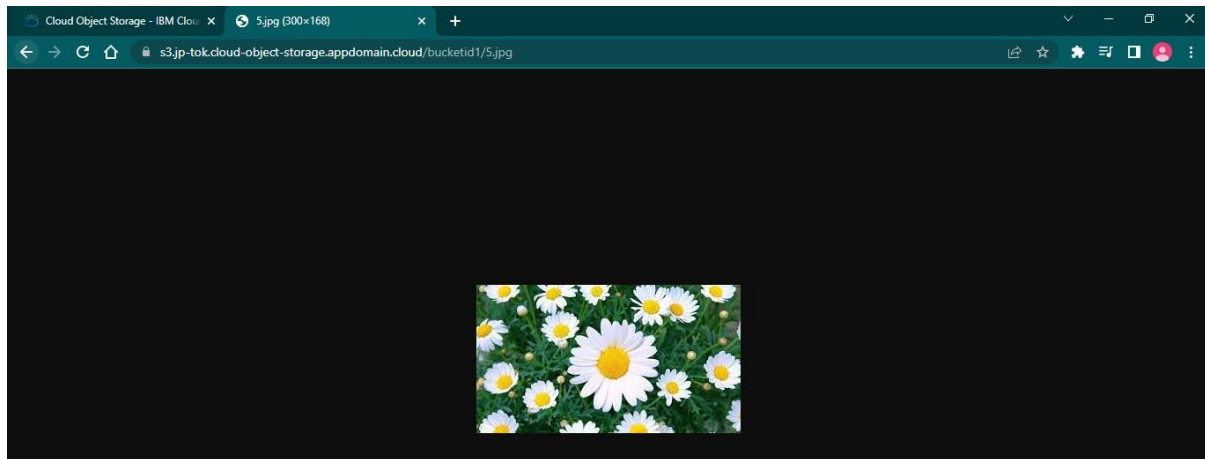 Cloud Object Storage - IBM Clou
5.jpg (300×168)
s3.jp-tok.cloud-object-storage.appdomain.cloud/bucketid1/5.jpg